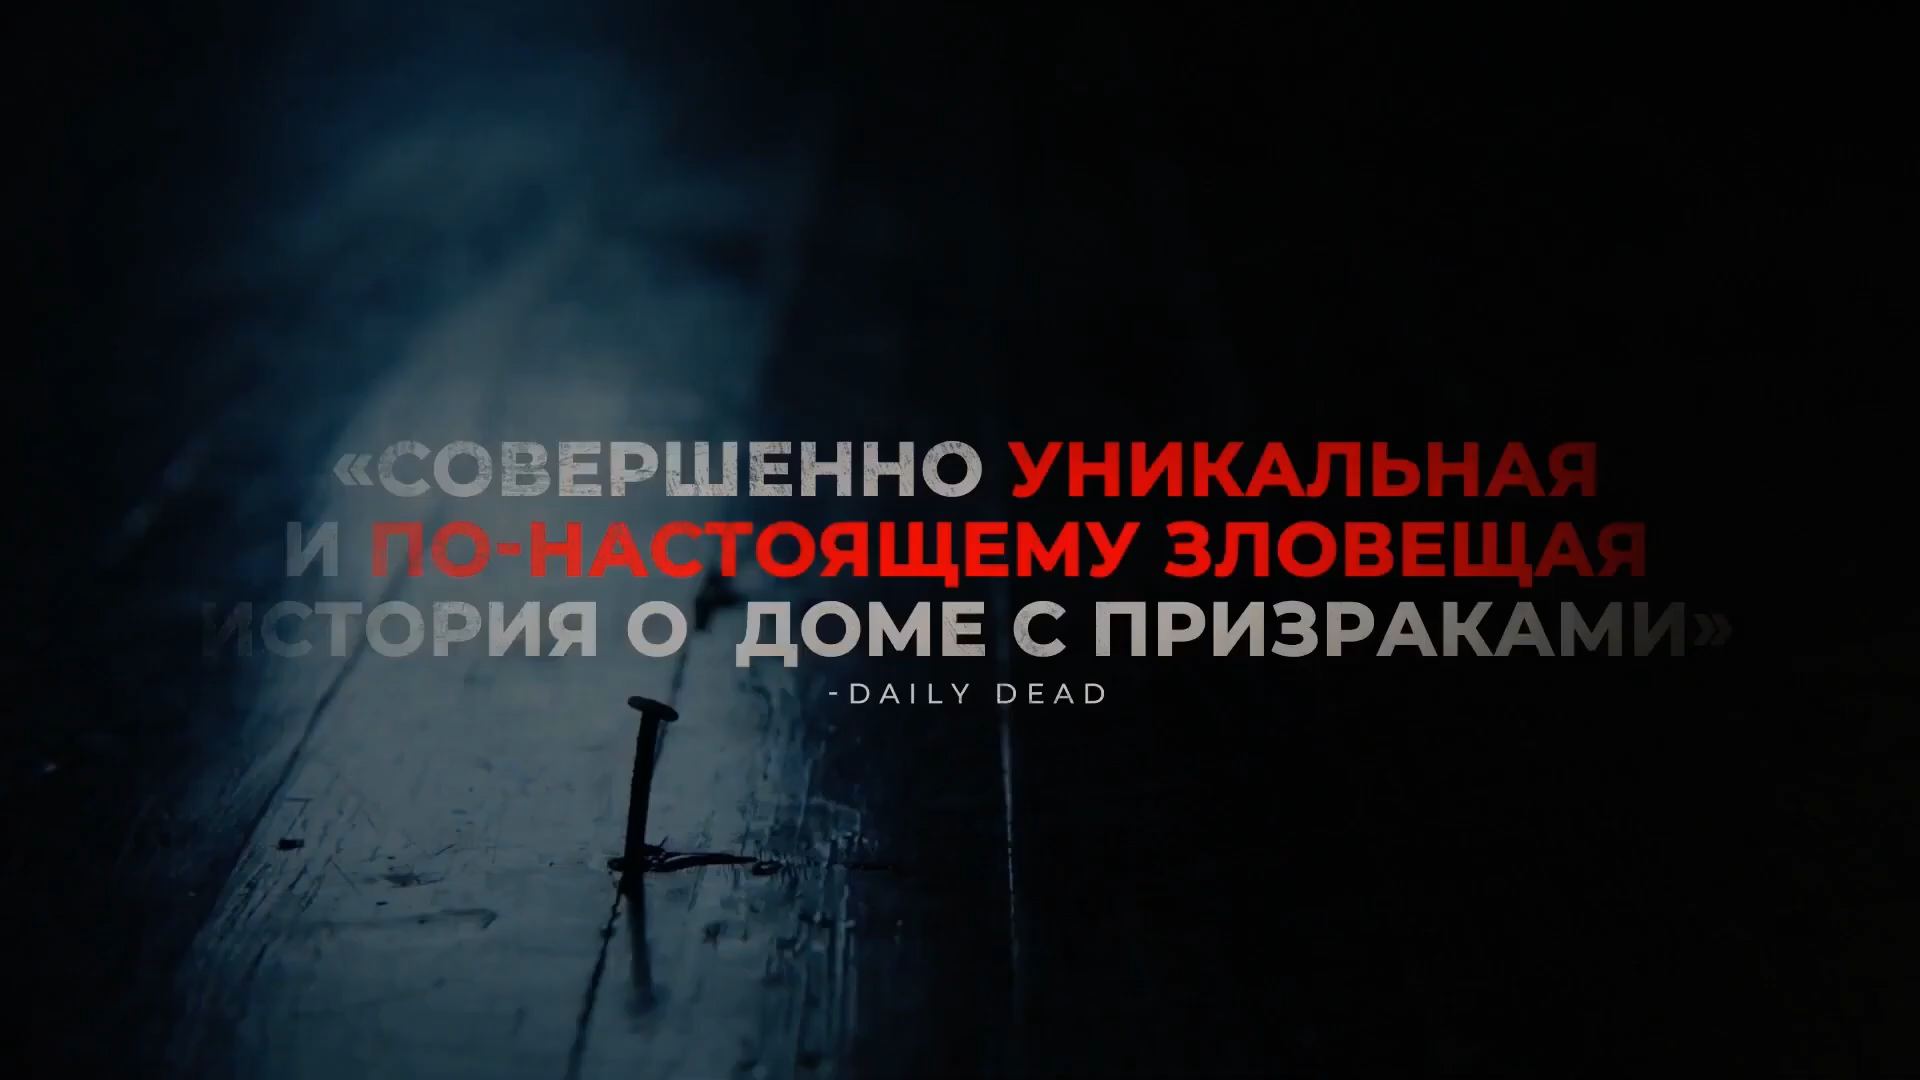 «СОВЕРШЕННО УНИКАЛЬНАЯ
И ПО-НАСТОЯЩЕМУ ЗЛОВЕЩАЯ
ИСТОРИЯ О ДОМЕ С ПРИЗРАКАМИ»
-DAILY DEAD